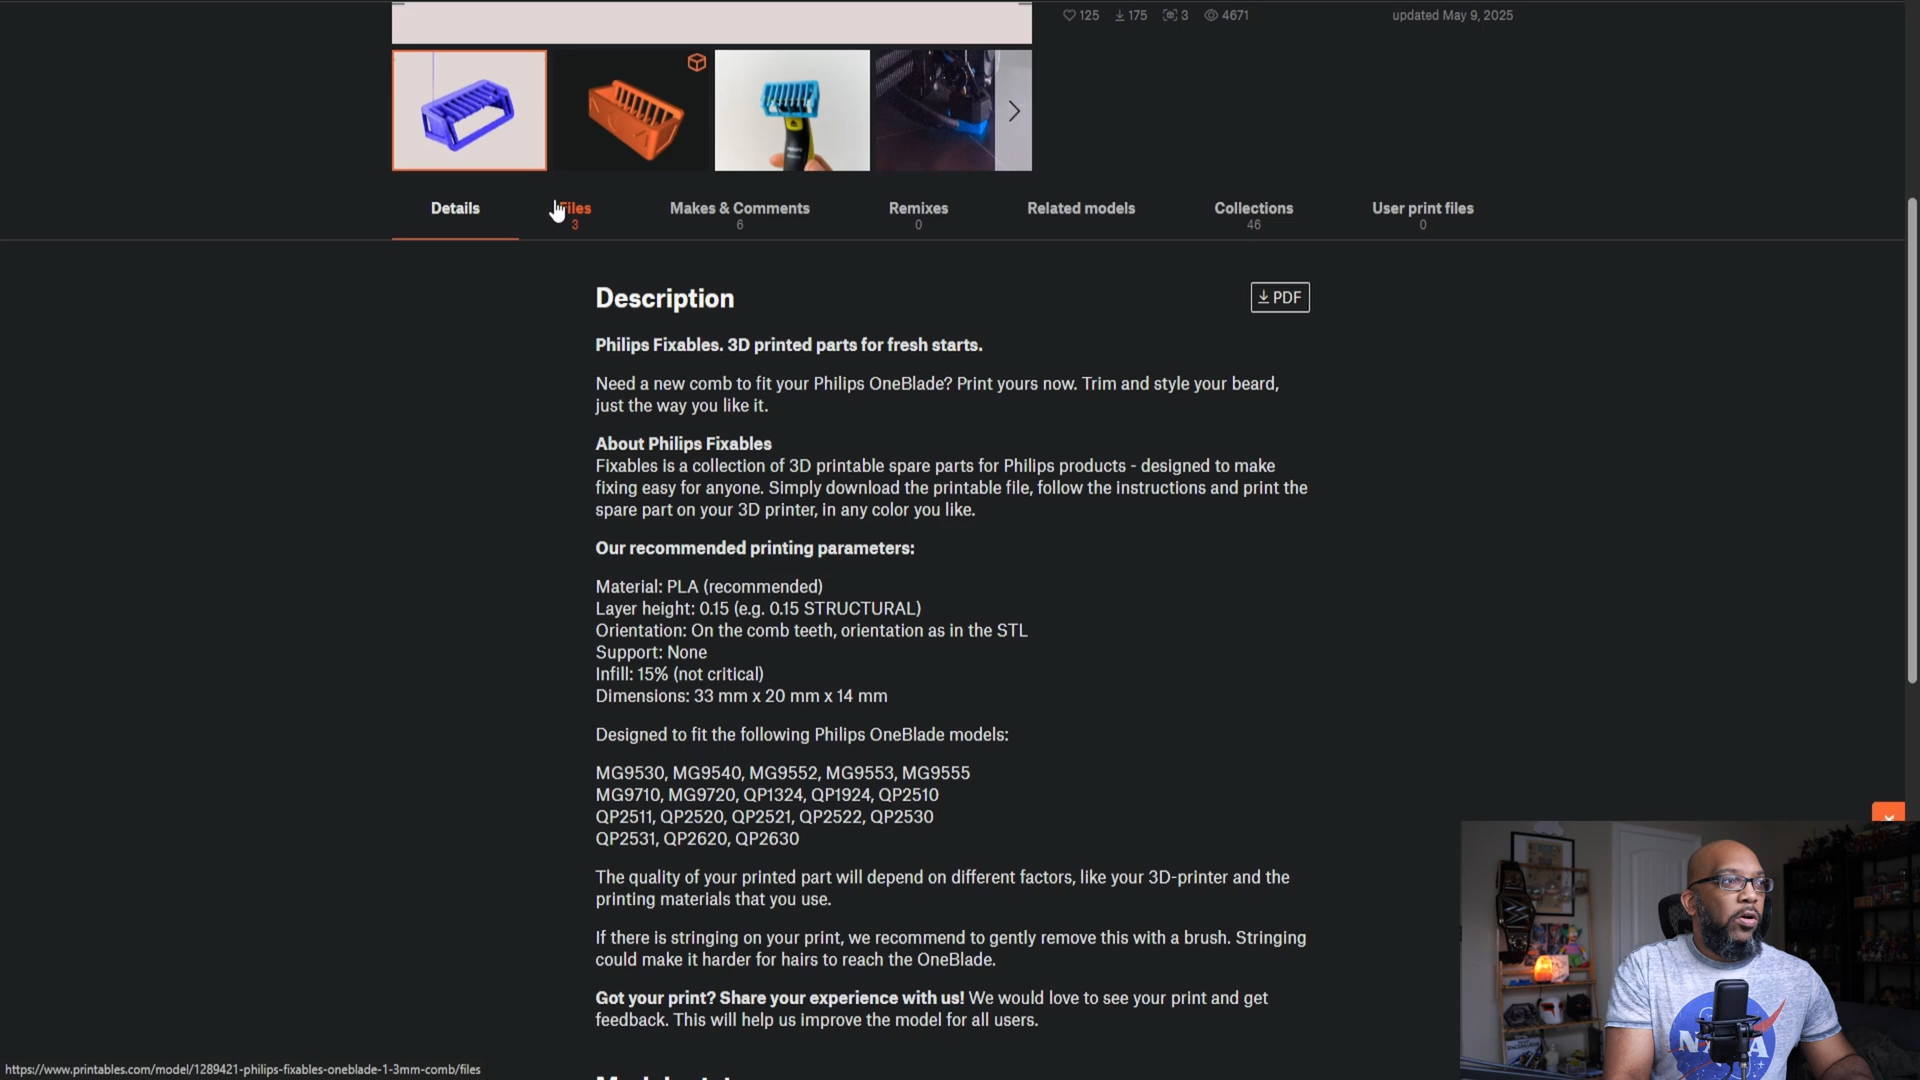 125 175 3 4671 updated May 9, 2025
Details Files Makes & Comments Remixes Related models Collections User print files
3 6 0 46 0
Description
PDF
Philips Fixables. 3D printed parts for fresh starts.
Need a new comb to fit your Philips OneBlade? Print yours now. Trim and style your beard,
just the way you like it.
About Philips Fixables
Fixables is a collection of 3D printable spare parts for Philips products - designed to make
fixing easy for anyone. Simply download the printable file, follow the instructions and print the
spare part on your 3D printer, in any color you like.
Our recommended printing parameters:
Material: PLA (recommended)
Layer height: 0.15 (e.g. 0.15 STRUCTURAL)
Orientation: On the comb teeth, orientation as in the STL
Support: None
Infill: 15% (not critical)
Dimensions: 33 mm x 20 mm x 14 mm
Designed to fit the following Philips OneBlade models:
MG9530, MG9540, MG9552, MG9553, MG9555
MG9710, MG9720, QP1324, QP1924, QP2510
QP2511, QP2520, QP2521, QP2522, QP2530
QP2531, QP2620, QP2630
The quality of your printed part will depend on different factors, like your 3D-printer and the
printing materials that you use.
If there is stringing on your print, we recommend to gently remove this with a brush. Stringing
could make it harder for hairs to reach the OneBlade.
Got your print? Share your experience with us! We would love to see your print and get
feedback. This will help us improve the model for all users.
https://www.printables.com/model/1289421-philips-fixables-oneblade-1-3mm-comb/files